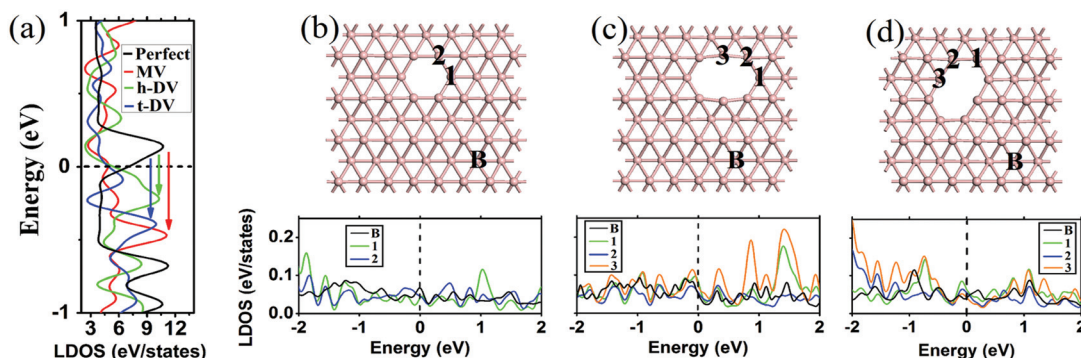 (a)
1
0
-1
Energy (eV)
Perfect
MV
h-DV
t-DV
3 6 9 12
LDOS (eV/states)
(b)
2
1
B
(c)
3 2
1
B
(d)
2 1
3
B
LDOS (eV/states)
0.2
0.1
0.0
B
1
2
-2 -1 0 1 2
Energy (eV)
B
1
2
3
-2 -1 0 1 2
Energy (eV)
LDOS (eV/states)
B
1
2
3
-2 -1 0 1 2
Energy (eV)